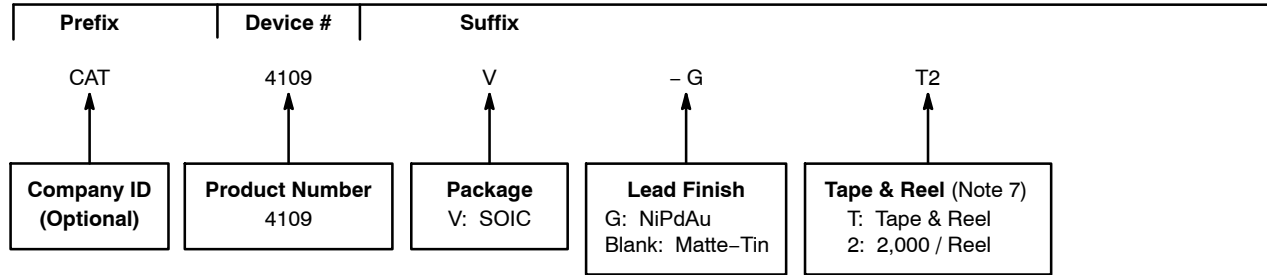 Prefix Device # Suffix
CAT 4109 V – G T2
Company ID
(Optional)
Product Number
4109
Package
V: SOIC
Lead Finish
G: NiPdAu
Blank: Matte−Tin
Tape & Reel (Note 7)
T: Tape & Reel
2: 2,000 / Reel